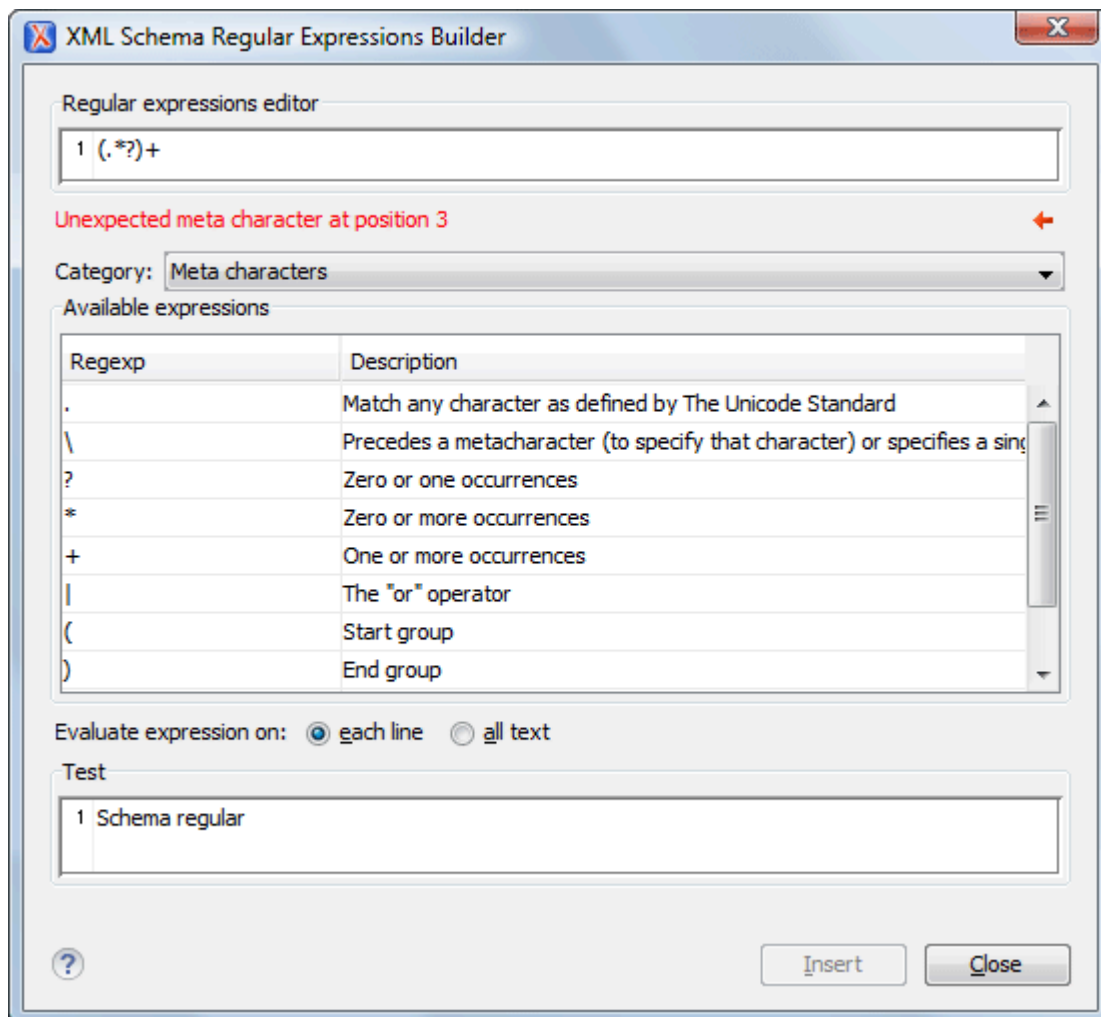 XML Schema Regular Expressions Builder
Regular expressions editor
1 (.*?)+
Unexpected meta character at position 3
Category: Meta characters
Available expressions
Regexp Description
. Match any character as defined by The Unicode Standard
\ Precedes a metacharacter (to specify that character) or specifies a sing
? Zero or one occurrences
* Zero or more occurrences
+ One or more occurrences
| The "or" operator
( Start group
) End group
Evaluate expression on: each line all text
Test
1 Schema regular
? Insert Close